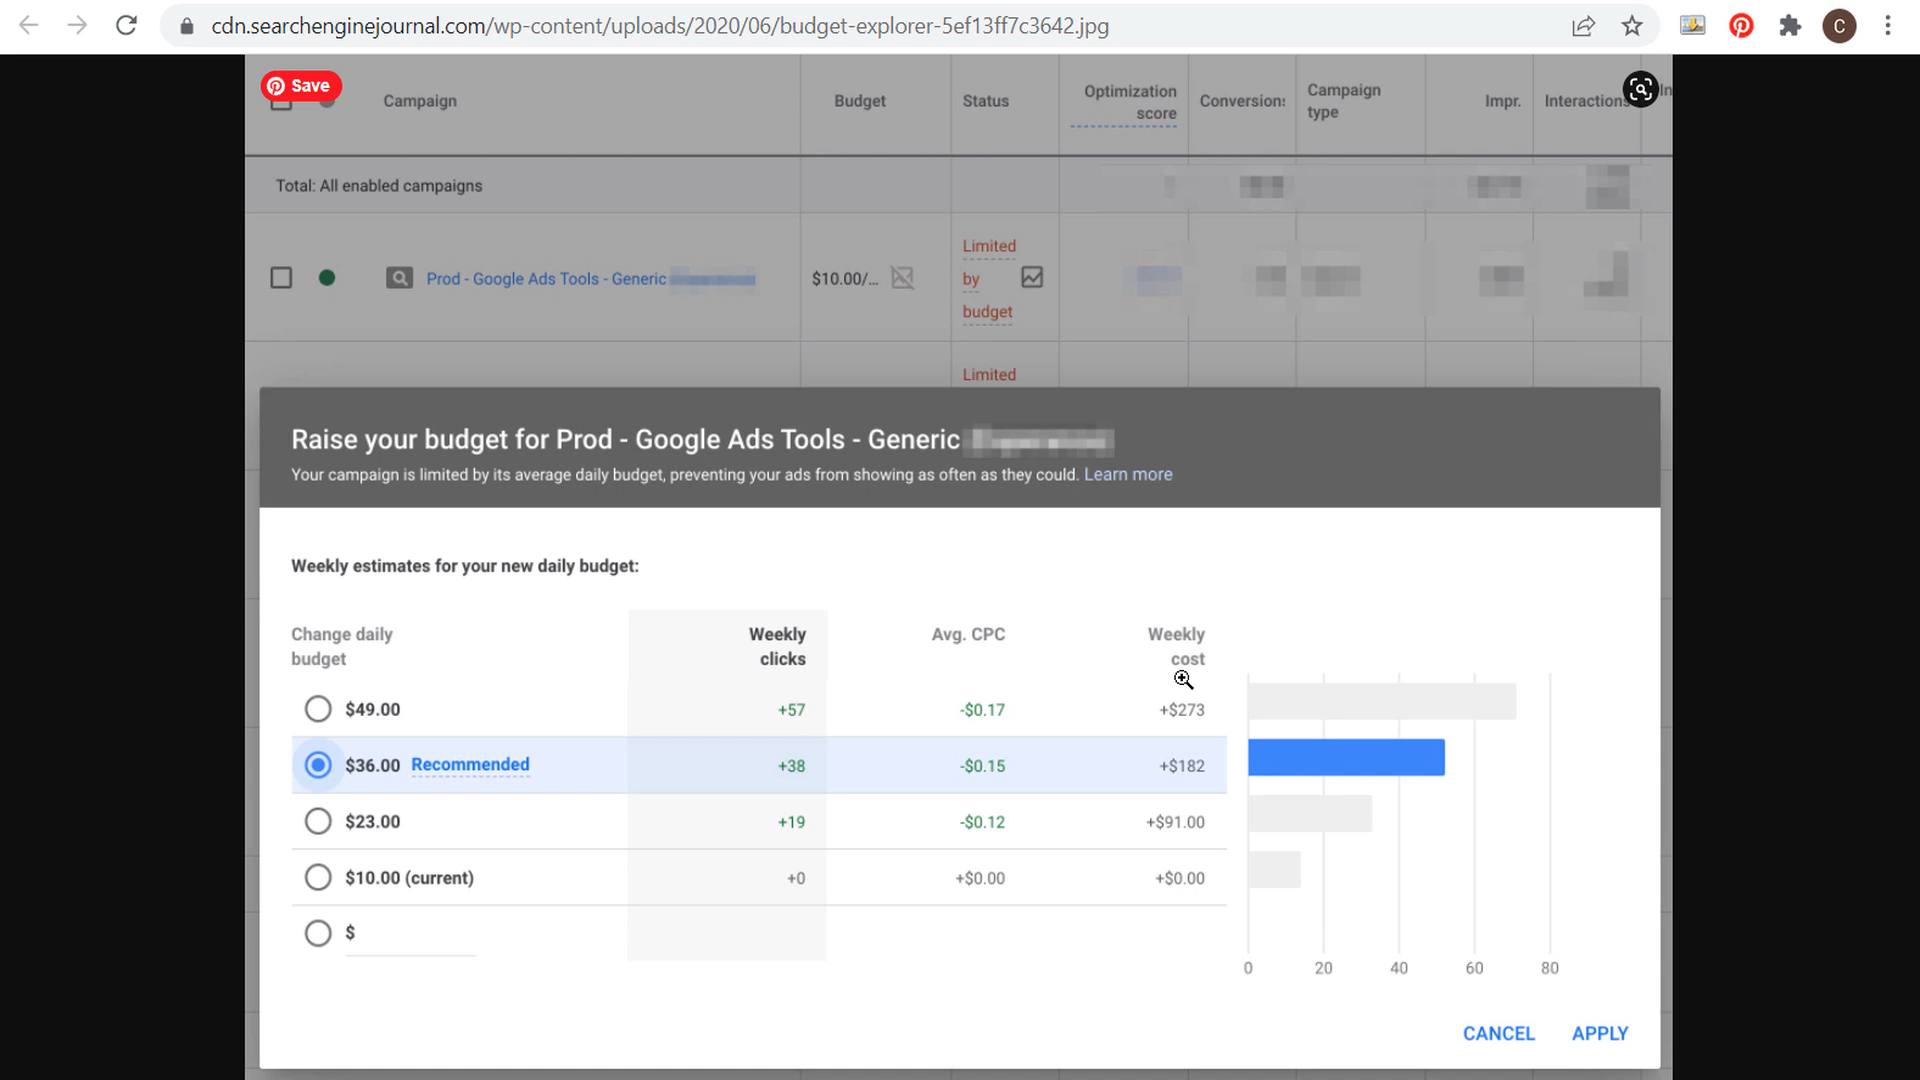 cdn.searchenginejournal.com/wp-content/uploads/2020/06/budget-explorer-5ef13ff7c3642.jpg
C
Save
Campaign
Budget
Status
Optimization
score
Conversions
Campaign
type
Impr.
Interactions
In
Total: All enabled campaigns
Prod - Google Ads Tools - Generic
$10.00/...
Limited
by
budget
Limited
Raise your budget for Prod - Google Ads Tools - Generic
Your campaign is limited by its average daily budget, preventing your ads from showing as often as they could. Learn more
Weekly estimates for your new daily budget:
Change daily
budget
Weekly
clicks
Avg. CPC
Weekly
cost
$49.00 +57 -$0.17 +$273
$36.00 Recommended +38 -$0.15 +$182
$23.00 +19 -$0.12 +$91.00
$10.00 (current) +0 +$0.00 +$0.00
$
0 20 40 60 80
CANCEL APPLY